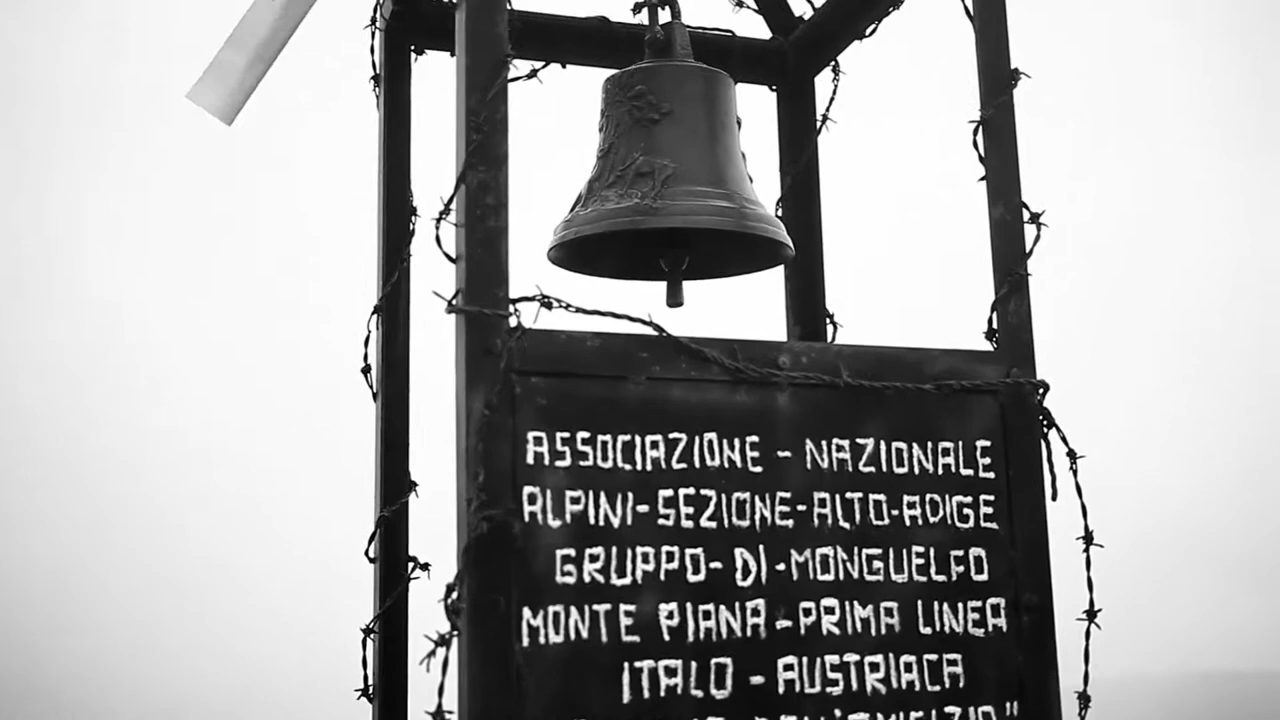 ASSOCIAZIONE - NAZIONALE
ALPINI-SEZIONE-ALTO-ADIGE
GRUPPO-DI-MONGUELFO
MONTE PIANA-PRIMA LINEA
ITALO - AUSTRIACA